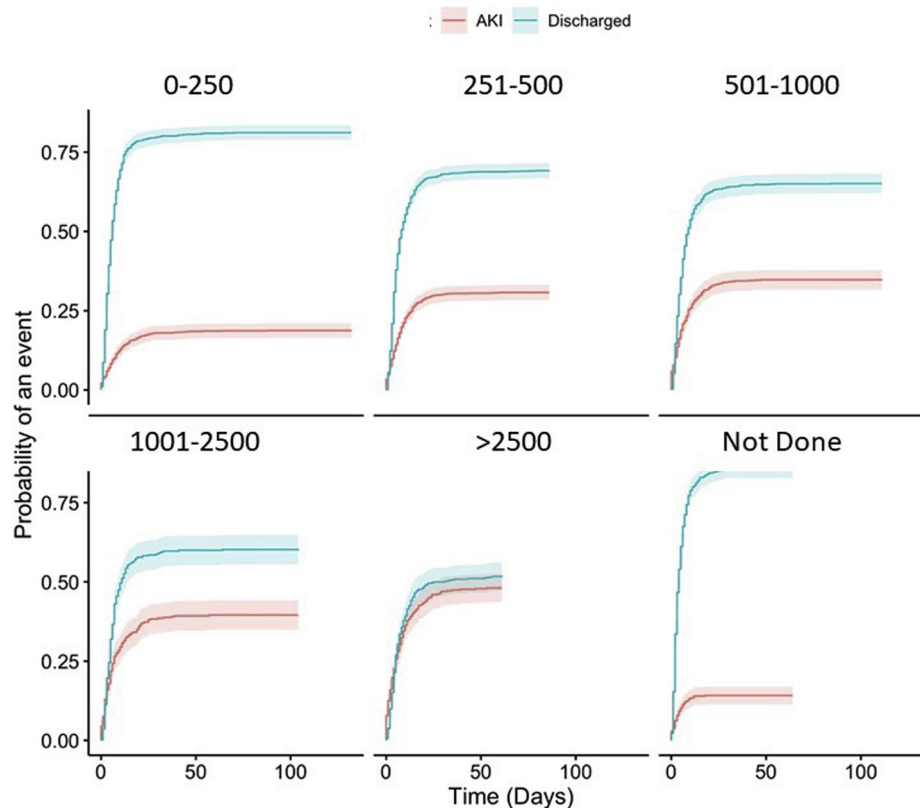 : AKI Discharged
0-250 251-500 501-1000
0.75
0.50
0.25
0.00
1001-2500 >2500 Not Done
0.75
0.50
0.25
0.00
Probability of an event
0 50 100 0 50 100 0 50 100
Time (Days)